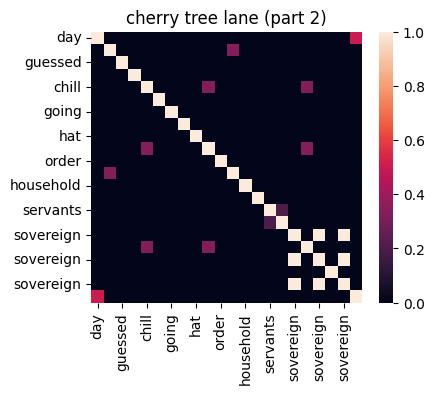 cherry tree lane (part 2)
day
guessed
chill
going
hat
order
household
servants
sovereign
sovereign
sovereign
1.0
0.8
0.6
0.4
0.2
0.0
day
guessed
chill
going
hat
order
household
servants
sovereign
sovereign
sovereign